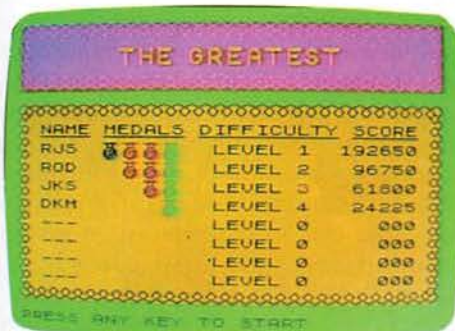 THE GREATEST
NAME MEDALS DIFFICULTY SCORE
RJS LEVEL 1 192650
ROD LEVEL 2 96750
JKS LEVEL 3 61800
DKM LEVEL 4 24225
--- LEVEL 0 000
--- LEVEL 0 000
--- LEVEL 0 000
--- LEVEL 0 000
PRESS ANY KEY TO START